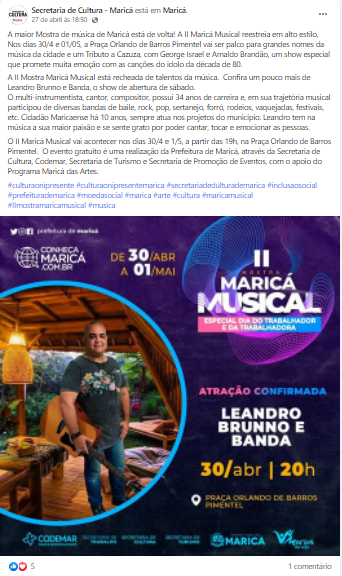 Secretaria de Cultura - Maricá está em Maricá.
27 de abril às 18:50
A maior Mostra de música de Maricá está de volta! A II Maricá Musical reestreia em alto estilo.
Nos dias 30/4 e 01/05, a Praça Orlando de Barros Pimentel vai ser palco para grandes nomes da
música da cidade e um Tributo a Cazuza, com George Israel e Arnaldo Brandão, um show especial
que promete muita emoção com as canções do ídolo da década de 80.
A II Mostra Maricá Musical está recheada de talentos da música. Confira um pouco mais de
Leandro Brunno e Banda, o show de abertura de sábado.
O multi-instrumentista, cantor, compositor, possui 34 anos de carreira e, em sua trajetória musical
participou de diversas bandas de baile, rock, pop, sertanejo, forró, rodeios, vaquejadas, festivais,
etc. Cidadão Maricaense há 10 anos, sempre atua nos projetos do município. Leandro tem na
música a sua maior paixão e se sente grato por poder cantar, tocar e emocionar as pessoas.
O II Maricá Musical vai acontecer nos dias 30/4 e 1/5, a partir das 19h, na Praça Orlando de Barros
Pimentel. O evento gratuito é uma realização da Prefeitura de Maricá, através da Secretaria de
Cultura, Codemar, Secretaria de Turismo e Secretaria de Promoção de Eventos, com o apoio do
Programa Maricá das Artes.
#culturaonipresente #culturaonipresentemarica #secretariadeculturademarica #inclusaosocial
#prefeiturademarica #moedasocial #marica #arte #cultura #maricamusical
#IImostramaricamusical #musica
prefeitura de maricá
CONHEÇA
MARICÁ
.COM.BR
DE 30/ABR
A 01/MAI
II
MOSTRA
MARICÁ
MUSICAL
ESPECIAL DIA DO TRABALHADOR
E DA TRABALHADORA
ATRAÇÃO CONFIRMADA
LEANDRO
BRUNNO E
BANDA
30/abr | 20h
PRAÇA ORLANDO DE BARROS
PIMENTEL
CODEMAR
SECRETARIA DE
TRABALHO
SECRETARIA DE
CULTURA
SECRETARIA DE
TURISMO
MARICÁ
5
1 comentário